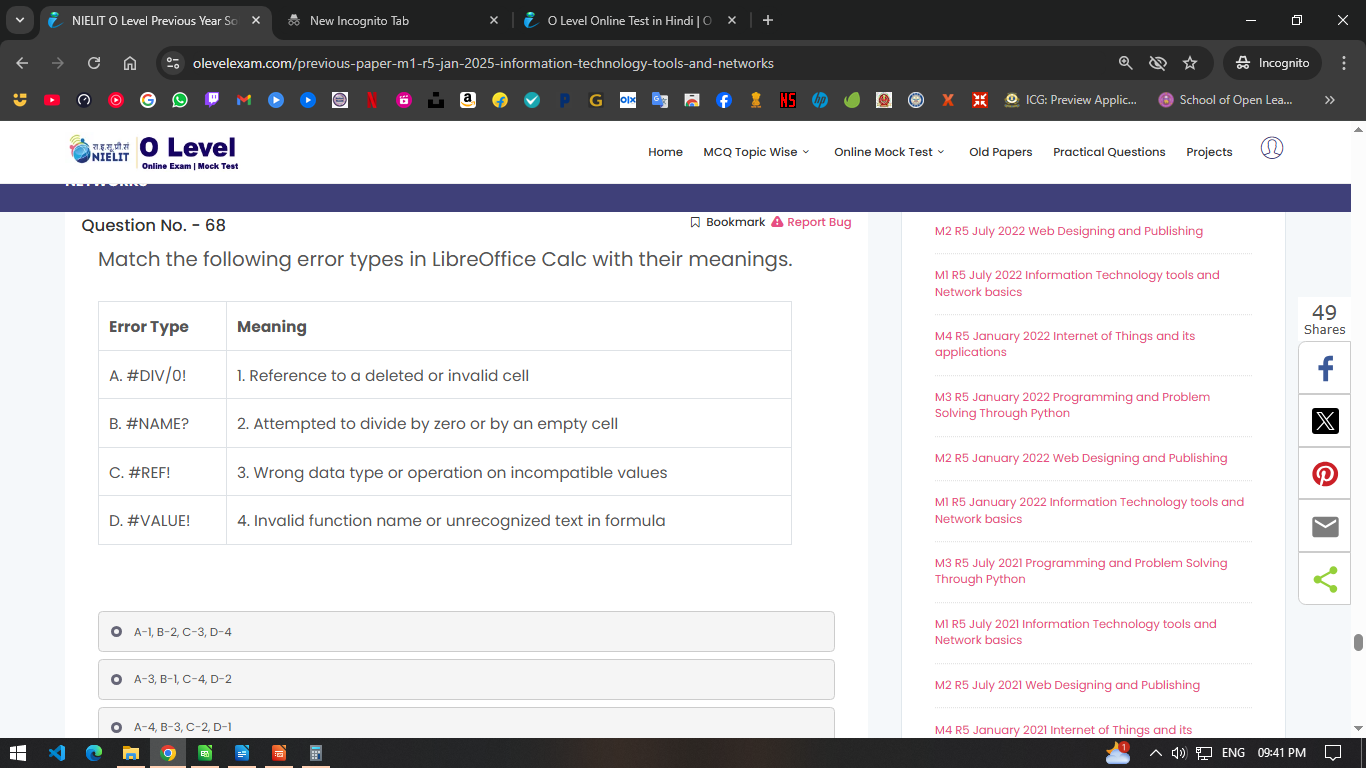 NIELIT O Level Previous Year So
New Incognito Tab
O Level Online Test in Hindi | O
olevelexam.com/previous-paper-m1-r5-jan-2025-information-technology-tools-and-networks
Incognito
ICG: Preview Applic...
School of Open Lea...
रा.इ.सू.प्रौ.सं
NIELIT
O Level
Online Exam | Mock Test
Home
MCQ Topic Wise
Online Mock Test
Old Papers
Practical Questions
Projects
NETWORKS
Question No. - 68
Bookmark
Report Bug
Match the following error types in LibreOffice Calc with their meanings.
Error Type Meaning
A. #DIV/0! 1. Reference to a deleted or invalid cell
B. #NAME? 2. Attempted to divide by zero or by an empty cell
C. #REF! 3. Wrong data type or operation on incompatible values
D. #VALUE! 4. Invalid function name or unrecognized text in formula
A-1, B-2, C-3, D-4
A-3, B-1, C-4, D-2
A-4, B-3, C-2, D-1
M2 R5 July 2022 Web Designing and Publishing
M1 R5 July 2022 Information Technology tools and
Network basics
M4 R5 January 2022 Internet of Things and its
applications
M3 R5 January 2022 Programming and Problem
Solving Through Python
M2 R5 January 2022 Web Designing and Publishing
M1 R5 January 2022 Information Technology tools and
Network basics
M3 R5 July 2021 Programming and Problem Solving
Through Python
M1 R5 July 2021 Information Technology tools and
Network basics
M2 R5 July 2021 Web Designing and Publishing
M4 R5 January 2021 Internet of Things and its
49
Shares
1
ENG
09:41 PM